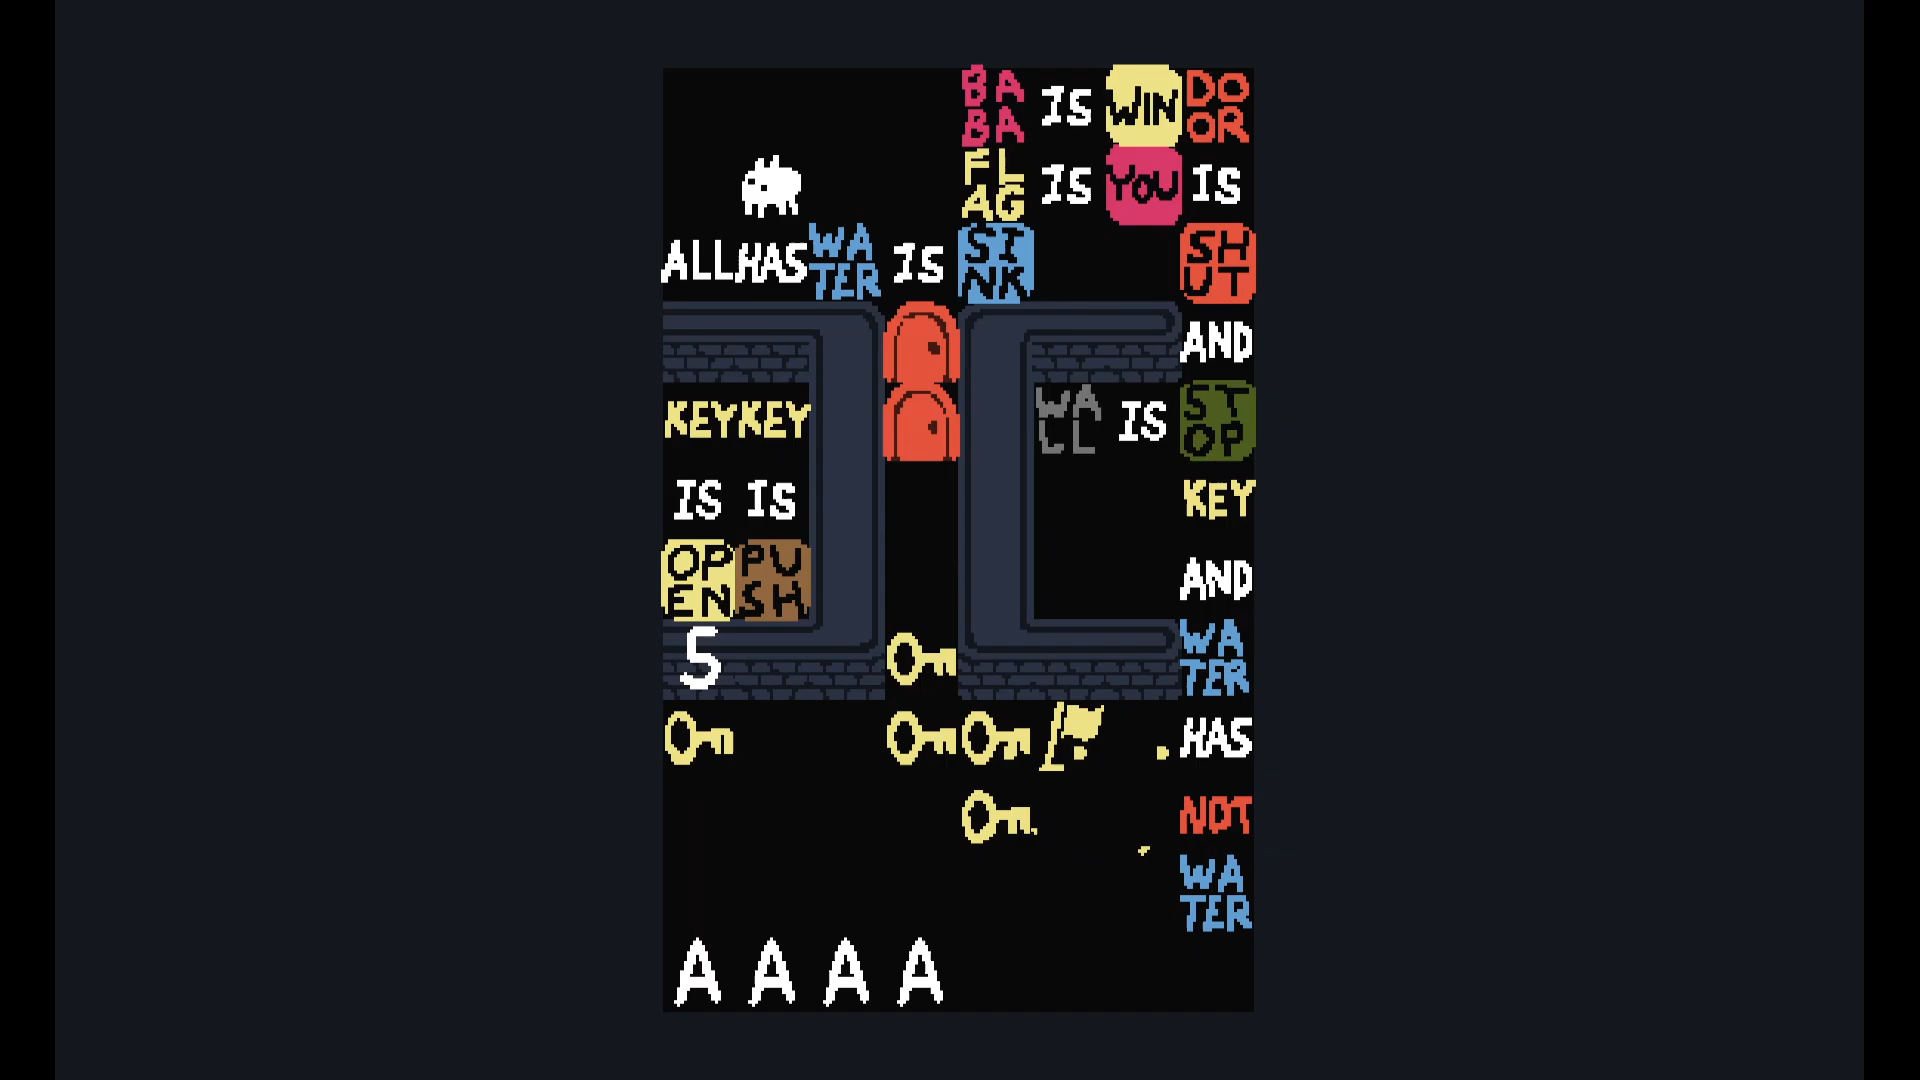 BABA IS WIN DOOR
FLAG IS YOU IS
ALL HAS WATER IS SINK SHUT
AND
KEY KEY WALL IS STOP
IS IS KEY
OPEN PUSH AND
5 WATER
HAS
NOT
WATER
A A A A